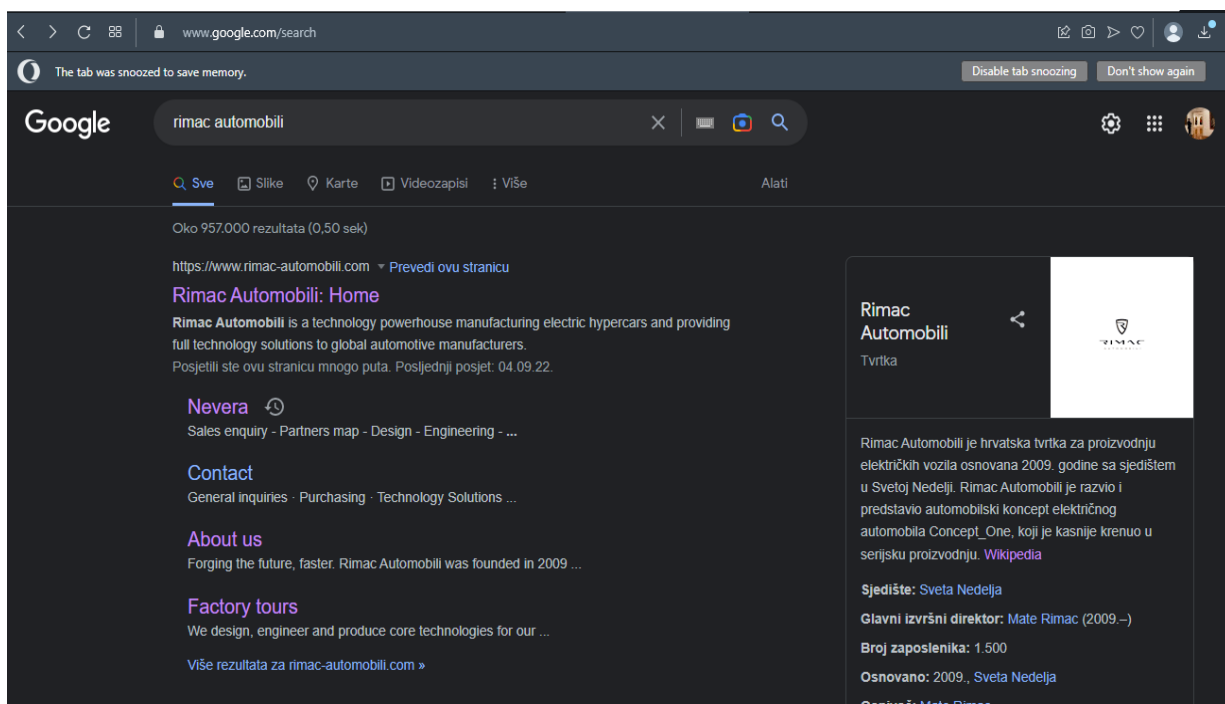 www.google.com/search
The tab was snoozed to save memory.
Disable tab snoozing
Don't show again
Google
rimac automobili
Sve
Slike
Karte
Videozapisi
Više
Alati
Oko 957.000 rezultata (0,50 sek)
https://www.rimac-automobili.com
Prevedi ovu stranicu
Rimac Automobili: Home
Rimac Automobili is a technology powerhouse manufacturing electric hypercars and providing
full technology solutions to global automotive manufacturers.
Posjetili ste ovu stranicu mnogo puta. Posljednji posjet: 04.09.22.
Nevera
Sales enquiry - Partners map - Design - Engineering - ...
Contact
General inquiries · Purchasing · Technology Solutions ...
About us
Forging the future, faster. Rimac Automobili was founded in 2009 ...
Factory tours
We design, engineer and produce core technologies for our ...
Više rezultata za rimac-automobili.com »
Rimac
Automobili
Tvrtka
RIMAC
Rimac Automobili je hrvatska tvrtka za proizvodnju
električkih vozila osnovana 2009. godine sa sjedištem
u Svetoj Nedelji. Rimac Automobili je razvio i
predstavio automobilski koncept električnog
automobila Concept_One, koji je kasnije krenuo u
serijsku proizvodnju. Wikipedia
Sjedište: Sveta Nedelja
Glavni izvršni direktor: Mate Rimac (2009.–)
Broj zaposlenika: 1.500
Osnovano: 2009., Sveta Nedelja